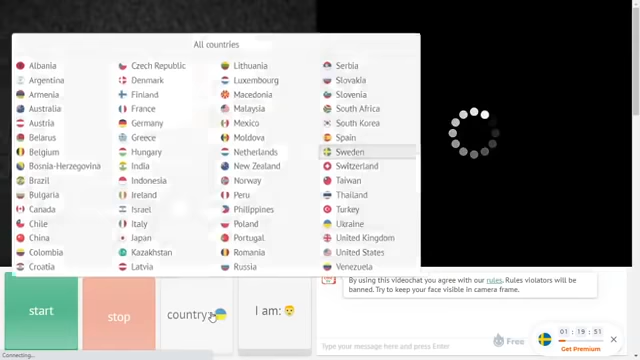 All countries
Albania
Argentina
Armenia
Australia
Austria
Belarus
Belgium
Bosnia-Herzegovina
Brazil
Bulgaria
Canada
Chile
China
Colombia
Croatia
Czech Republic
Denmark
Finland
France
Germany
Greece
Hungary
India
Indonesia
Ireland
Israel
Italy
Japan
Kazakhstan
Latvia
Lithuania
Luxembourg
Macedonia
Malaysia
Mexico
Moldova
Netherlands
New Zealand
Norway
Peru
Philippines
Poland
Portugal
Romania
Russia
Serbia
Slovakia
Slovenia
South Africa
South Korea
Spain
Sweden
Switzerland
Taiwan
Thailand
Turkey
Ukraine
United Kingdom
United States
Venezuela
start
stop
country:
I am:
By using this videochat you agree with our rules. Rules violators will be
banned. Try to keep your face visible in camera frame.
Type your message here and press Enter
Free
01 : 19 : 51
Get Premium
Connecting...